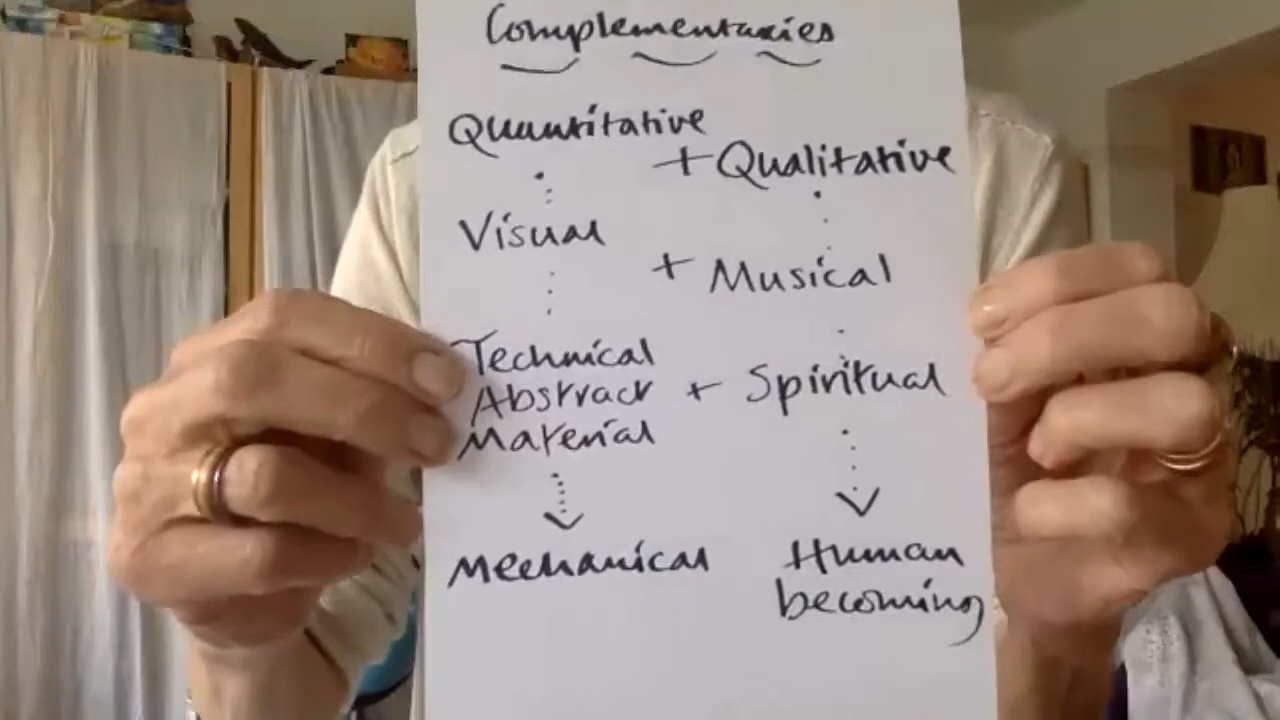 Complementaries
Quantitative
+ Qualitative
Visual
+ Musical
Technical
Abstract + Spiritual
Material
Mechanical
Human
becoming